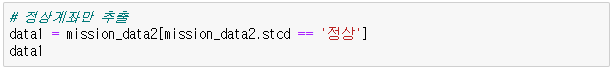 # 정상계좌만 추출
data1 = mission_data2[mission_data2.stcd == '정상']
data1